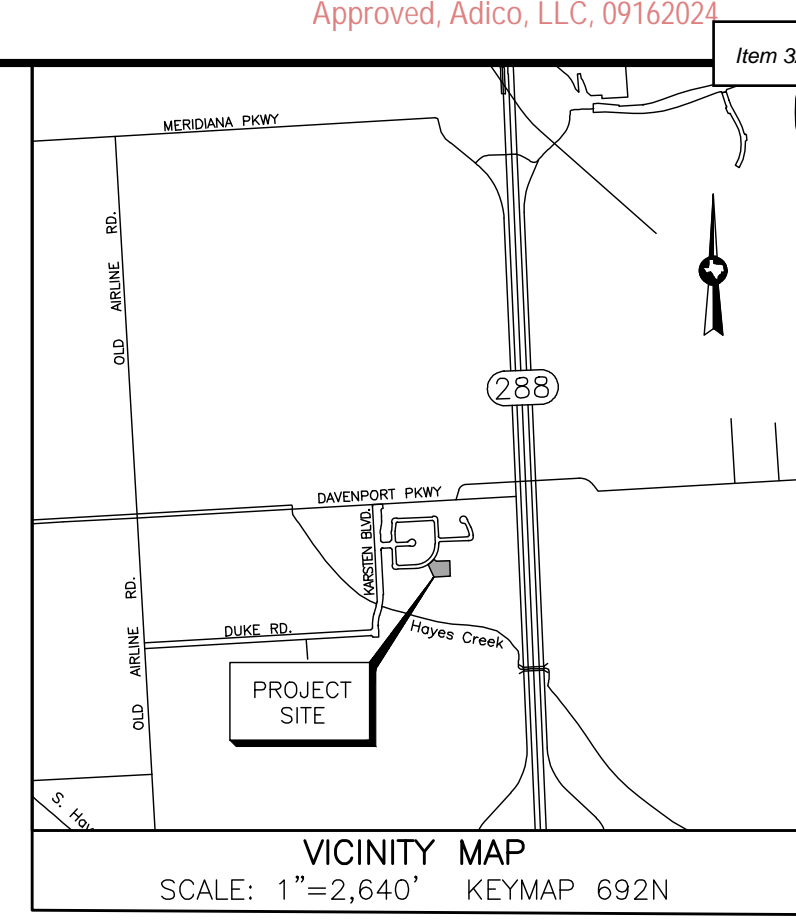 Approved, Adico, LLC, 09162024
Item 3
MERIDIANA PKWY
OLD AIRLINE RD.
288
DAVENPORT PKWY
KARSTEN BLVD.
OLD AIRLINE RD.
DUKE RD.
Hayes Creek
PROJECT
SITE
S.
VICINITY MAP
SCALE: 1"=2,640' KEYMAP 692N